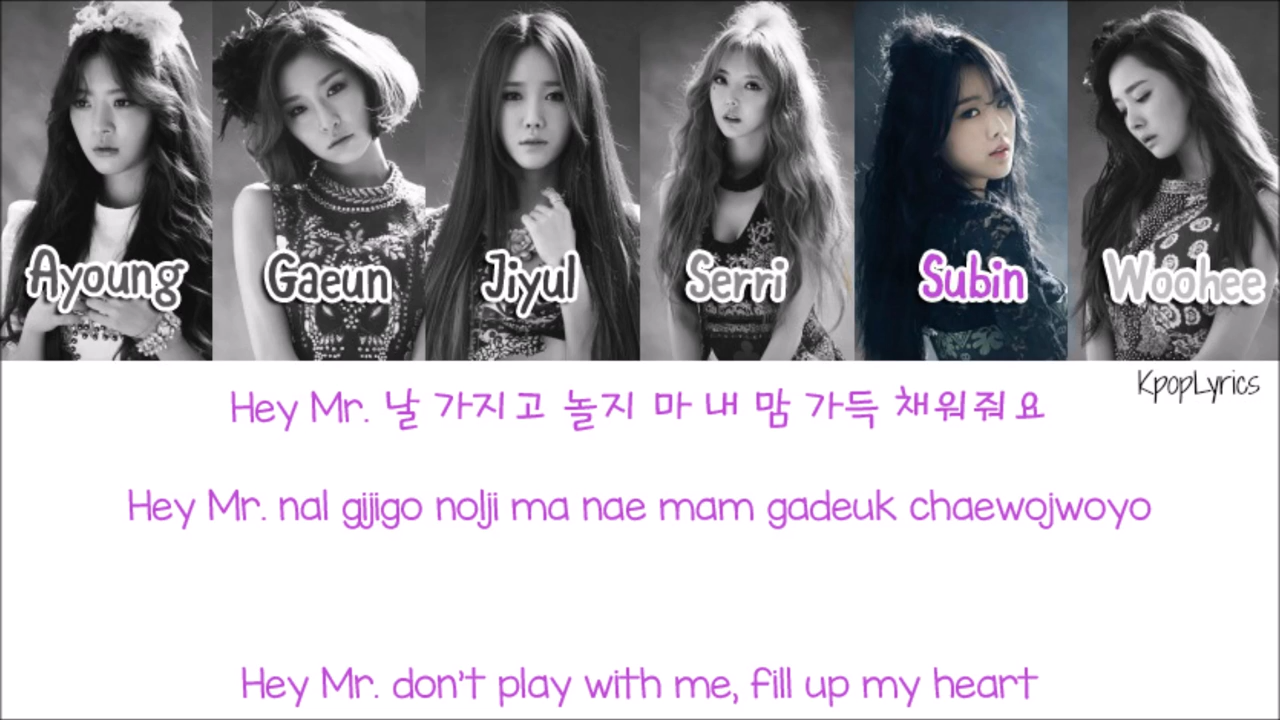 Ayoung Gaeun Jiyul Serri Subin Woohee
KpopLyrics
Hey Mr. 날 가지고 놀지 마 내 맘 가득 채워줘요
Hey Mr. nal gijigo nolji ma nae mam gadeuk chaewojwoyo
Hey Mr. don't play with me, fill up my heart